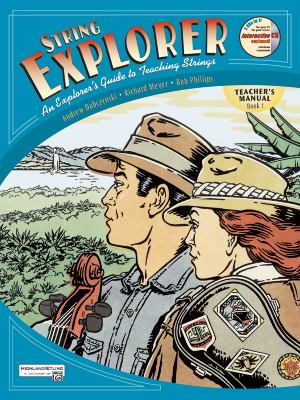 STRING
EXPLORER
An Explorer's Guide to Teaching Strings
Andrew Dabczynski • Richard Meyer • Bob Phillips
Interactive CD
TEACHER'S
MANUAL
Book 1
HIGHLAND/ETLING